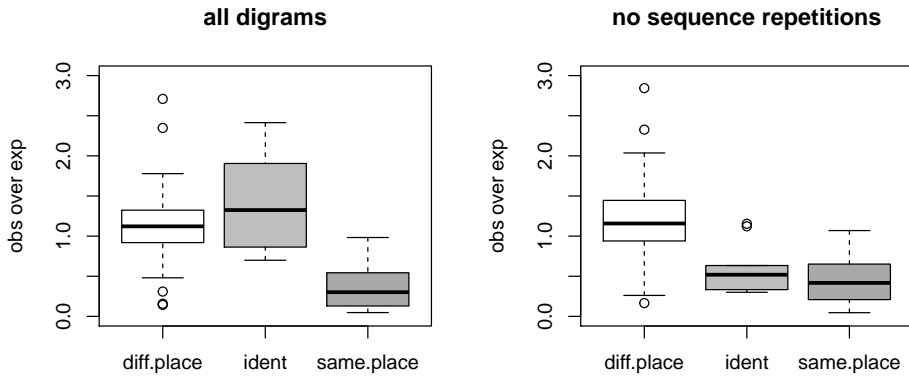 all digrams
obs over exp
3.0
2.0
1.0
0.0
diff.place ident same.place
no sequence repetitions
obs over exp
3.0
2.0
1.0
0.0
diff.place ident same.place